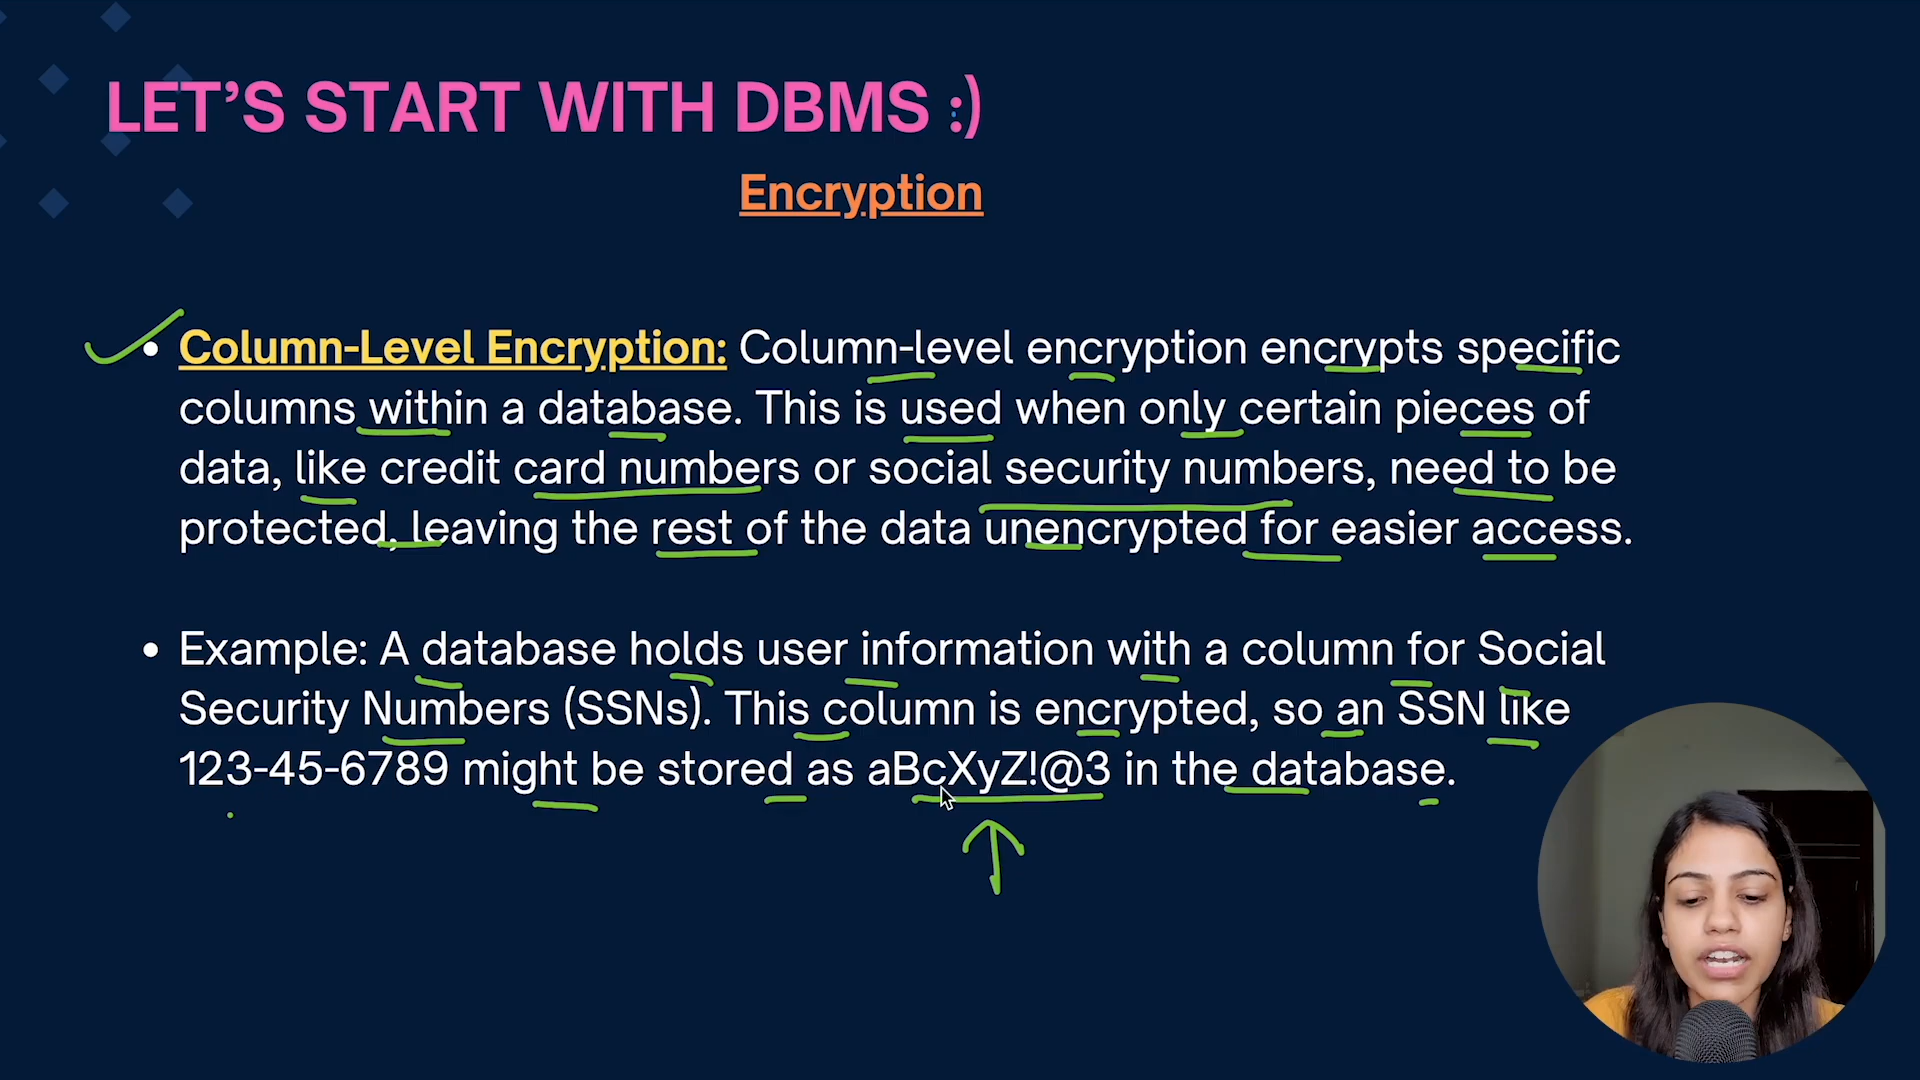 LET’S START WITH DBMS :)
Encryption
• Column-Level Encryption: Column-level encryption encrypts specific
columns within a database. This is used when only certain pieces of
data, like credit card numbers or social security numbers, need to be
protected, leaving the rest of the data unencrypted for easier access.
• Example: A database holds user information with a column for Social
Security Numbers (SSNs). This column is encrypted, so an SSN like
123-45-6789 might be stored as aBcXyZ!@3 in the database.